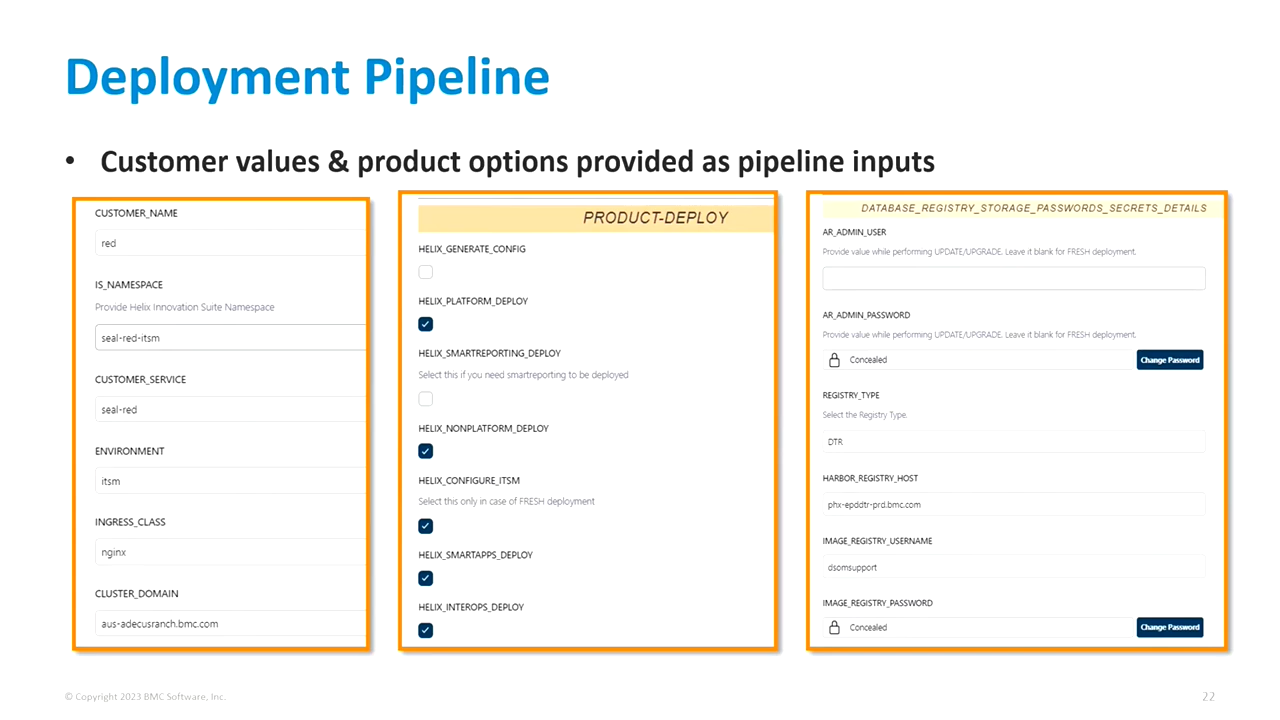 Deployment Pipeline
• Customer values & product options provided as pipeline inputs
CUSTOMER_NAME
red
IS_NAMESPACE
Provide Helix Innovation Suite Namespace
seal-red-itsm
CUSTOMER_SERVICE
seal-red
ENVIRONMENT
itsm
INGRESS_CLASS
nginx
CLUSTER_DOMAIN
aus-adecusranch.bmc.com
PRODUCT-DEPLOY
HELIX_GENERATE_CONFIG
HELIX_PLATFORM_DEPLOY
HELIX_SMARTREPORTING_DEPLOY
Select this if you need smartreporting to be deployed
HELIX_NONPLATFORM_DEPLOY
HELIX_CONFIGURE_ITSM
Select this only in case of FRESH deployment
HELIX_SMARTAPPS_DEPLOY
HELIX_INTEROPS_DEPLOY
DATABASE_REGISTRY_STORAGE_PASSWORDS_SECRETS_DETAILS
AR_ADMIN_USER
Provide value while performing UPDATE/UPGRADE. Leave it blank for FRESH deployment.
AR_ADMIN_PASSWORD
Provide value while performing UPDATE/UPGRADE. Leave it blank for FRESH deployment.
Concealed
Change Password
REGISTRY_TYPE
Select the Registry Type.
DTR
HARBOR_REGISTRY_HOST
phx-epddtr-prd.bmc.com
IMAGE_REGISTRY_USERNAME
dsomsupport
IMAGE_REGISTRY_PASSWORD
Concealed
Change Password
© Copyright 2023 BMC Software, Inc.
22